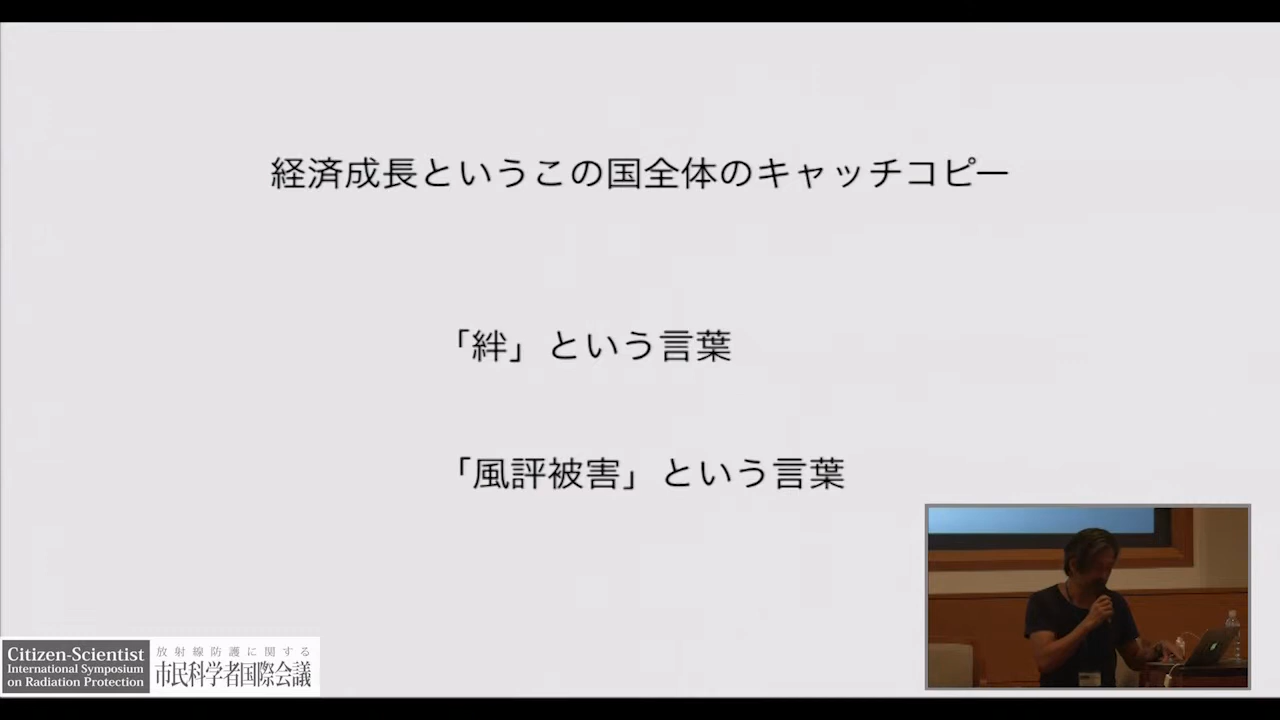 経済成長というこの国全体のキャッチコピー
「絆」という言葉
「風評被害」という言葉
Citizen-Scientist
International Symposium
on Radiation Protection
放射線防護に関する
市民科学者国際会議